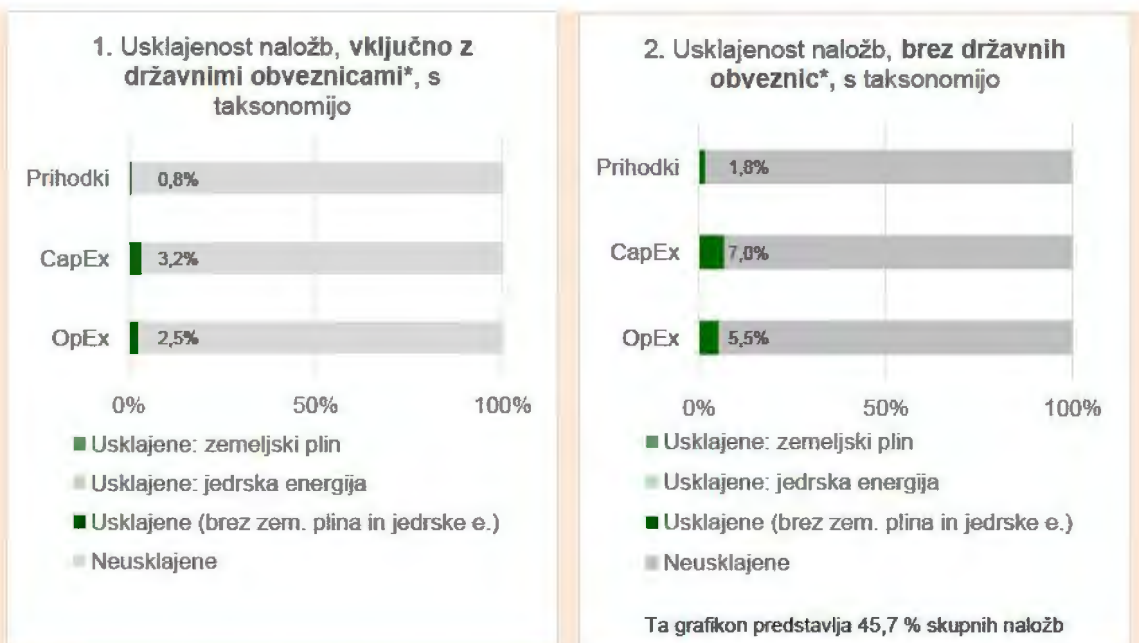 1. Usklajenost naložb, vključno z
državnimi obveznicami*, s
taksonomijo
Prihodki
0,8%
CapEx
3,2%
OpEx
2,5%
0%
50%
100%
Usklajene: zemeljski plin
Usklajene: jedrska energija
Usklajene (brez zem. plina in jedrske e.)
Neusklajene
2. Usklajenost naložb, brez državnih
obveznic*, s taksonomijo
Prihodki
1,8%
CapEx
7,0%
OpEx
5,5%
0%
50%
100%
Usklajene: zemeljski plin
Usklajene: jedrska energija
Usklajene (brez zem. plina in jedrske e.)
Neusklajene
Ta grafikon predstavlja 45,7 % skupnih naložb